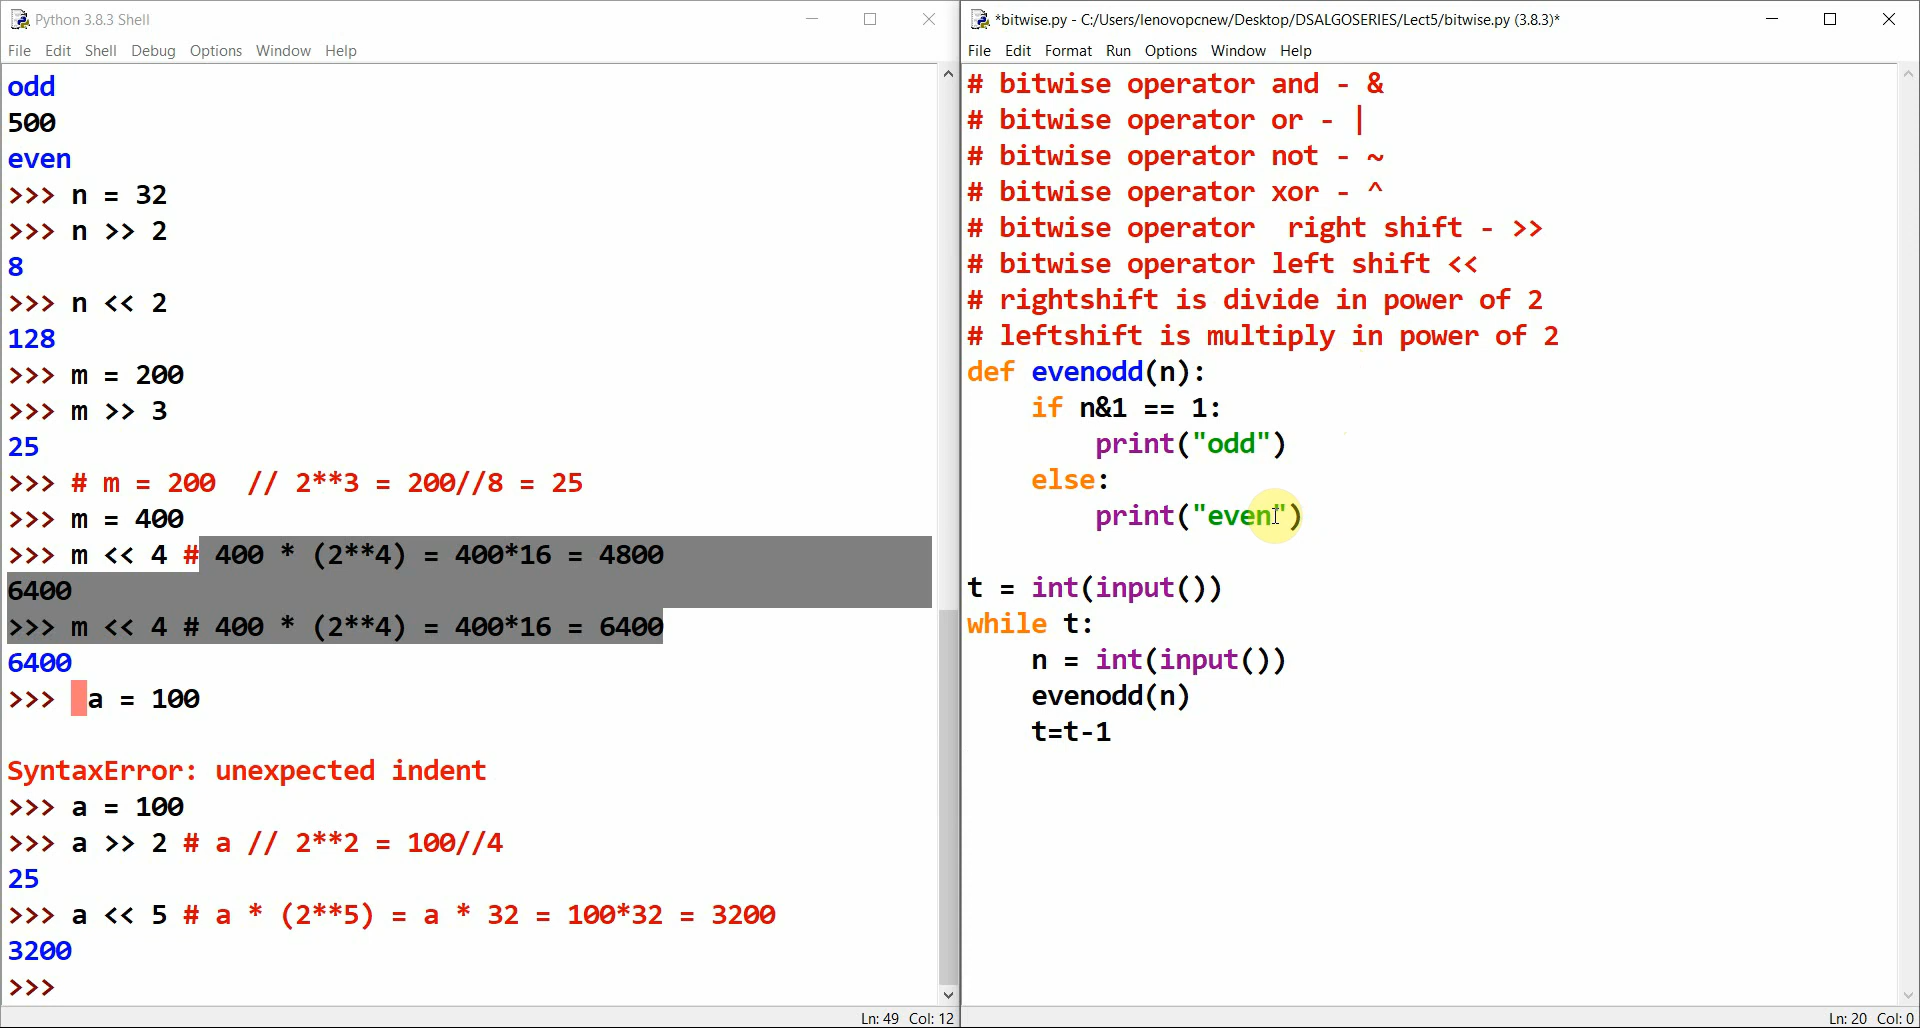 Python 3.8.3 Shell
File Edit Shell Debug Options Window Help
odd
500
even
>>> n = 32
>>> n >> 2
8
>>> n << 2
128
>>> m = 200
>>> m >> 3
25
>>> # m = 200  // 2**3 = 200//8 = 25
>>> m = 400
>>> m << 4 # 400 * (2**4) = 400*16 = 4800
6400
>>> m << 4 # 400 * (2**4) = 400*16 = 6400
6400
>>>  a = 100
SyntaxError: unexpected indent
>>> a = 100
>>> a >> 2 # a // 2**2 = 100//4
25
>>> a << 5 # a * (2**5) = a * 32 = 100*32 = 3200
3200
>>>
Ln: 49 Col: 12
*bitwise.py - C:/Users/lenovopcnew/Desktop/DSALGOSERIES/Lect5/bitwise.py (3.8.3)*
File Edit Format Run Options Window Help
# bitwise operator and - &
# bitwise operator or - |
# bitwise operator not - ~
# bitwise operator xor - ^
# bitwise operator  right shift - >>
# bitwise operator left shift <<
# rightshift is divide in power of 2
# leftshift is multiply in power of 2
def evenodd(n):
    if n&1 == 1:
        print("odd")
    else:
        print("even")
t = int(input())
while t:
    n = int(input())
    evenodd(n)
    t=t-1
Ln: 20 Col: 0